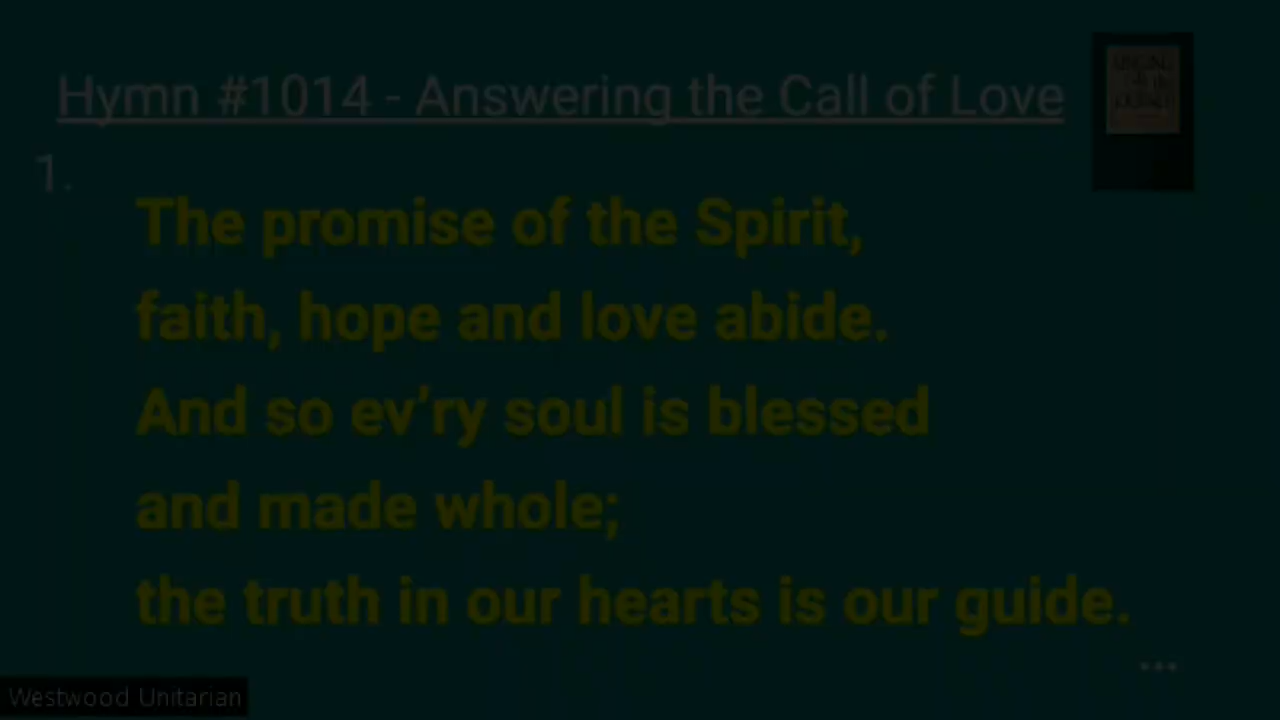 Hymn #1014 - Answering the Call of Love
1.
The promise of the Spirit,
faith, hope and love abide.
And so ev'ry soul is blessed
and made whole;
the truth in our hearts is our guide.
...
Westwood Unitarian